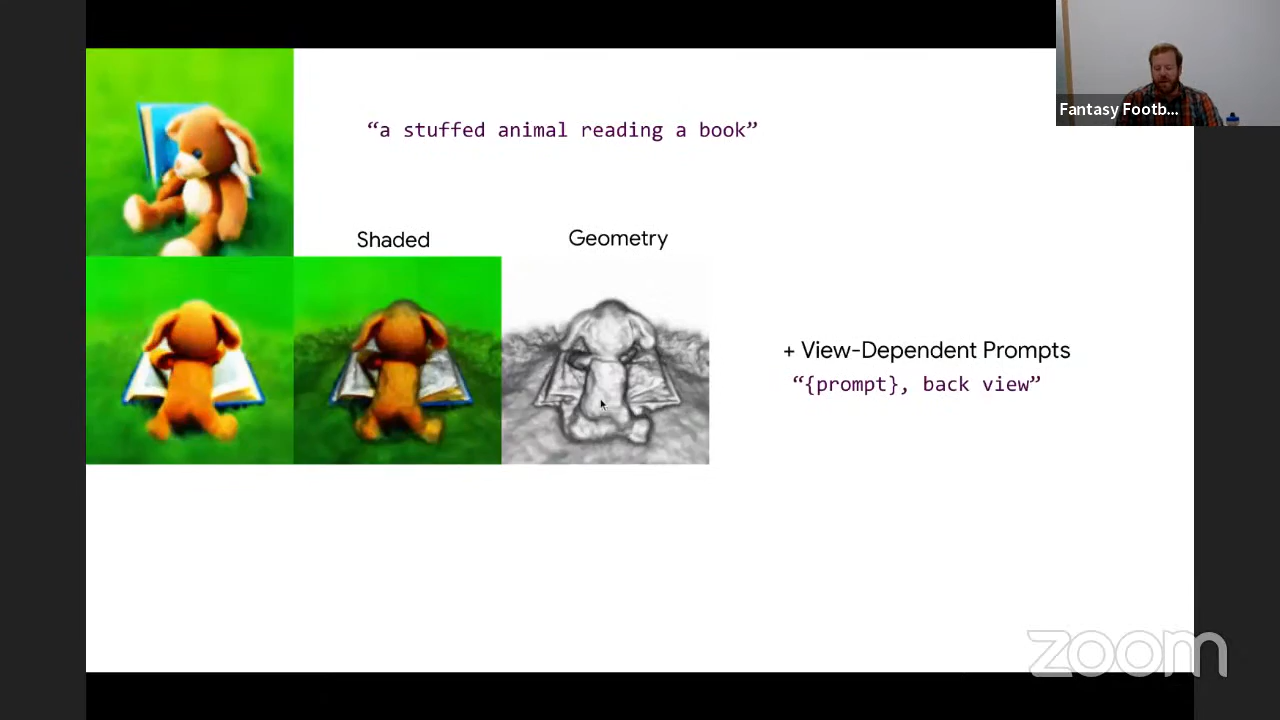 Fantasy Footb...
“a stuffed animal reading a book”
Shaded
Geometry
+ View-Dependent Prompts
“{prompt}, back view”
zoom